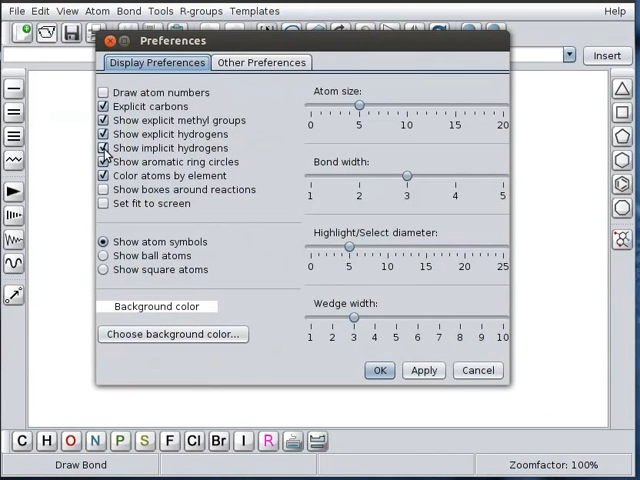 File Edit View Atom Bond Tools R-groups Templates Help
Preferences
Insert
Display Preferences Other Preferences
Draw atom numbers
Explicit carbons
Show explicit methyl groups
Show explicit hydrogens
Show implicit hydrogens
Show aromatic ring circles
Color atoms by element
Show boxes around reactions
Set fit to screen
Show atom symbols
Show ball atoms
Show square atoms
Background color
Choose background color...
Atom size:
0 5 10 15 20
Bond width:
1 2 3 4 5
Highlight/Select diameter:
0 5 10 15 20 25
Wedge width:
1 2 3 4 5 6 7 8 9 10
OK Apply Cancel
C H O N P S F Cl Br I R
Draw Bond Zoomfactor: 100%